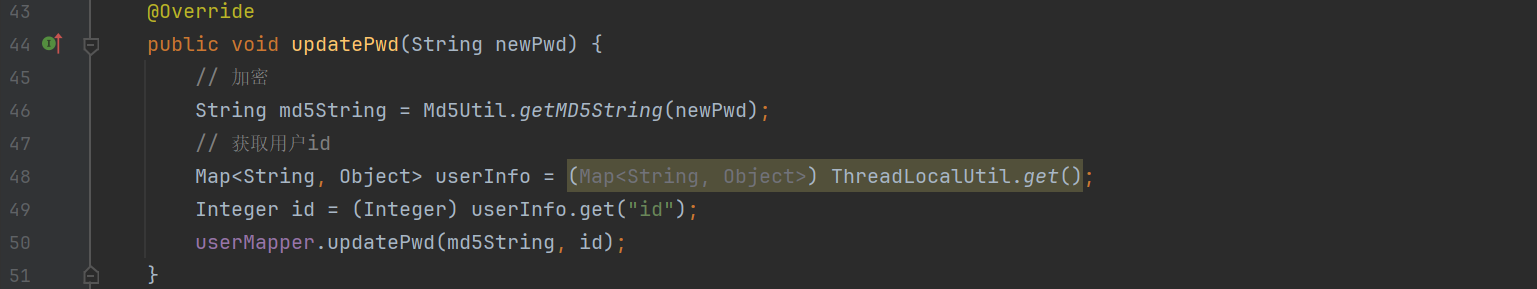 43 @Override
44 public void updatePwd(String newPwd) {
45 // 加密
46 String md5String = Md5Util.getMD5String(newPwd);
47 // 获取用户id
48 Map<String, Object> userInfo = (Map<String, Object>) ThreadLocalUtil.get();
49 Integer id = (Integer) userInfo.get("id");
50 userMapper.updatePwd(md5String, id);
51 }